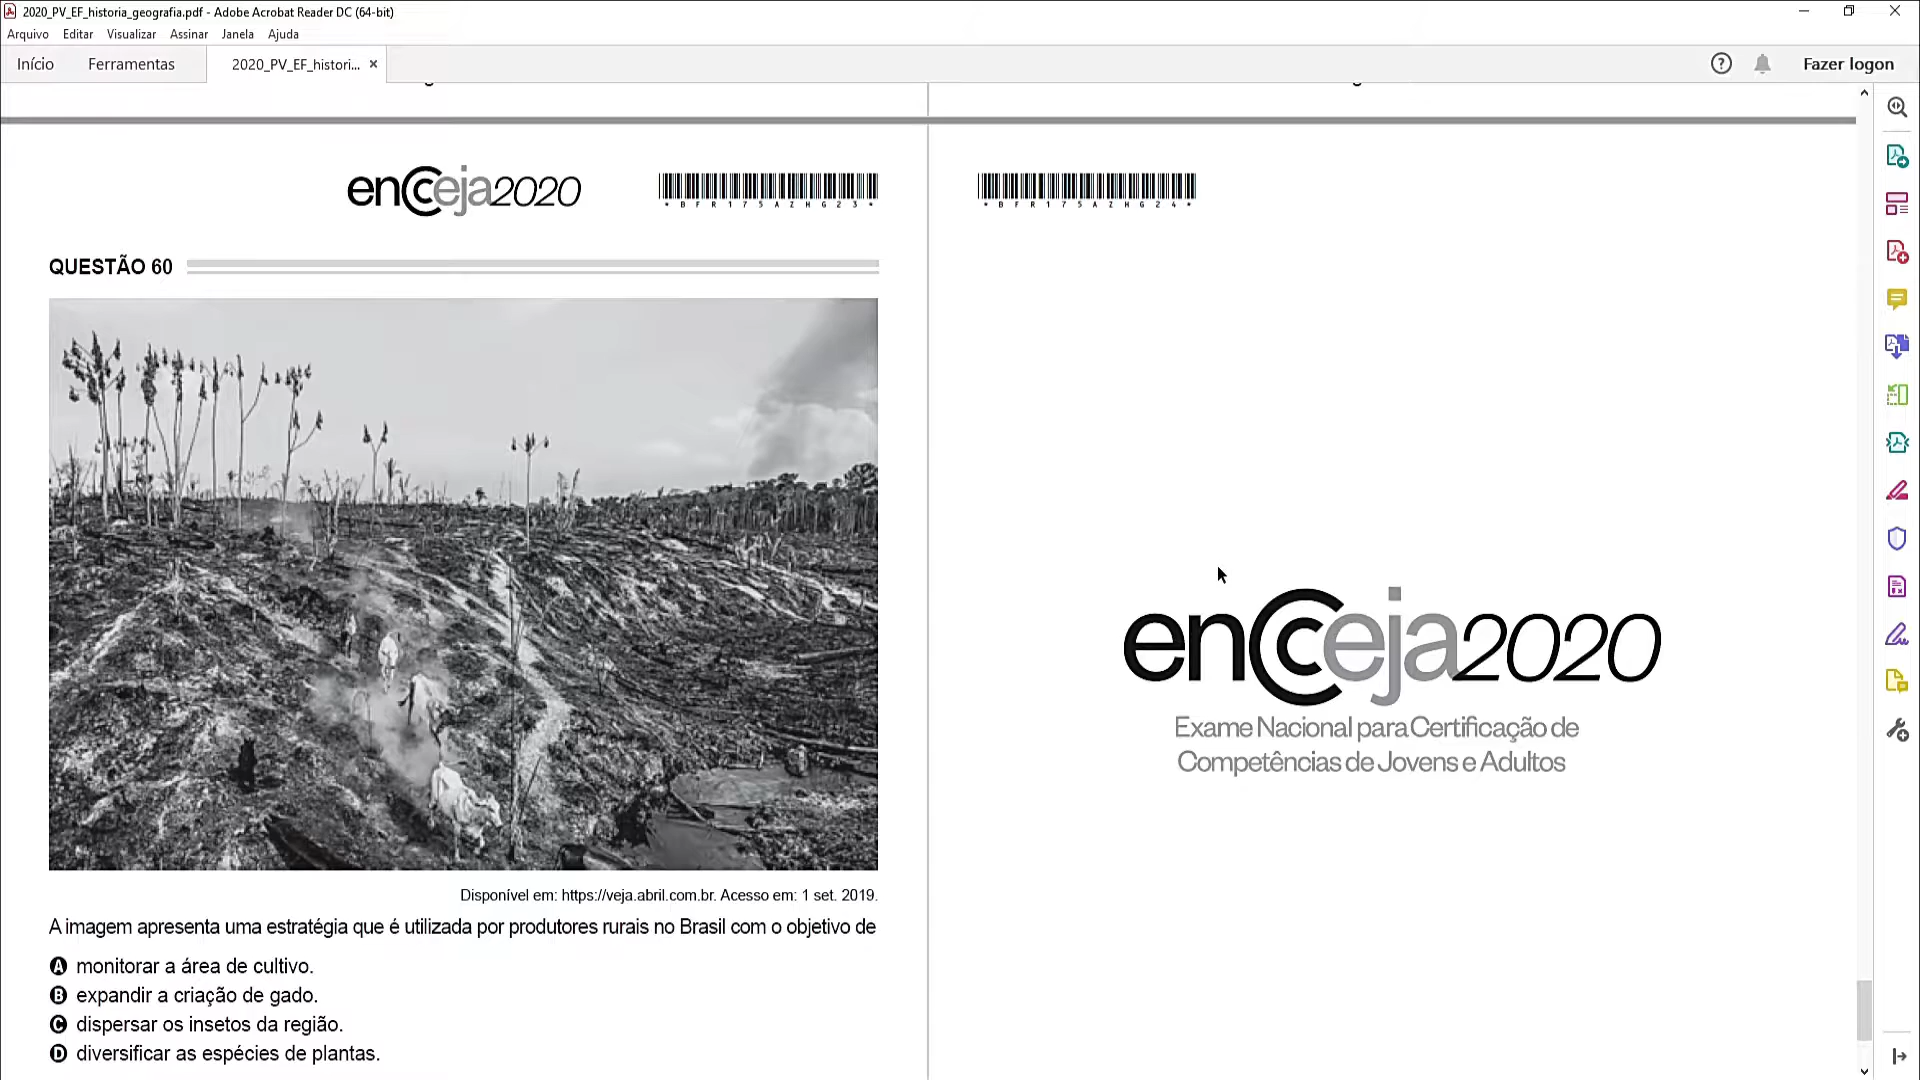 2020_PV_EF_historia_geografia.pdf - Adobe Acrobat Reader DC (64-bit)
Arquivo Editar Visualizar Assinar Janela Ajuda
Início Ferramentas 2020_PV_EF_histori... × Fazer logon
encceja2020
*BFR175AZHG23*
*BFR175AZHG24*
QUESTÃO 60
Disponível em: https://veja.abril.com.br. Acesso em: 1 set. 2019.
A imagem apresenta uma estratégia que é utilizada por produtores rurais no Brasil com o objetivo de
A monitorar a área de cultivo.
B expandir a criação de gado.
C dispersar os insetos da região.
D diversificar as espécies de plantas.
encceja2020
Exame Nacional para Certificação de
Competências de Jovens e Adultos